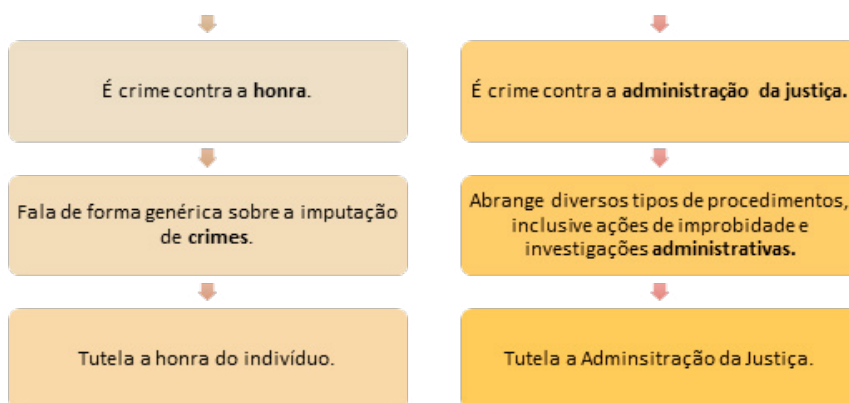 É crime contra a honra.
Fala de forma genérica sobre a imputação
de crimes.
Tutela a honra do indivíduo.
É crime contra a administração da justiça.
Abrange diversos tipos de procedimentos,
inclusive ações de improbidade e
investigações administrativas.
Tutela a Adminsitração da Justiça.